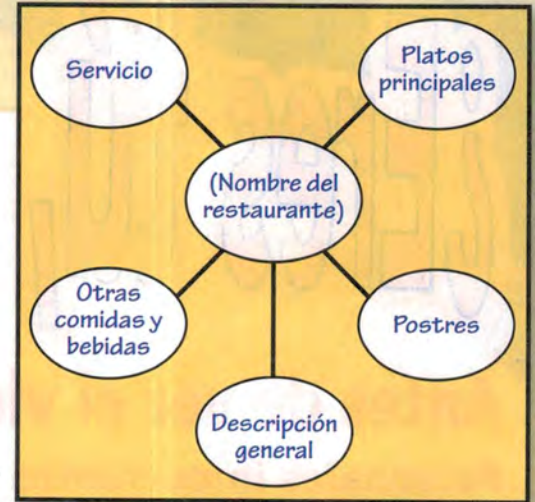 Servicio
Platos
principales
(Nombre del
restaurante)
Otras
comidas y
bebidas
Postres
Descripción
general